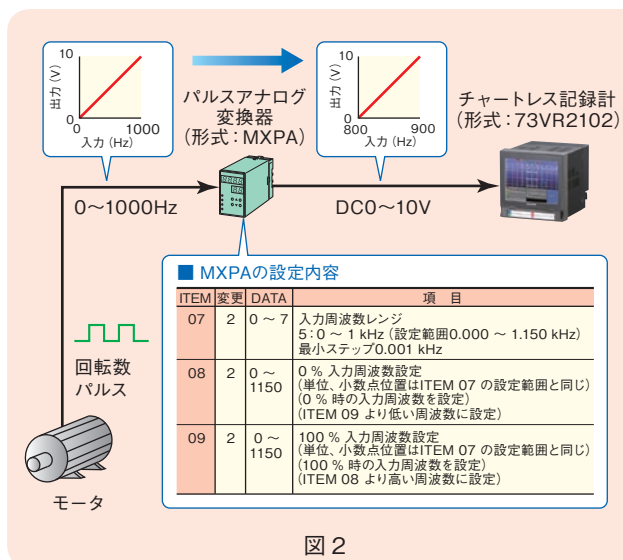 10
出力 (V)
0
0
1000
入力 (Hz)
10
出力 (V)
0
800
900
入力 (Hz)
パルスアナログ
変換器
(形式：MXPA)
チャートレス記録計
(形式：73VR2102)
0〜1000Hz
DC0〜10V
回転数
パルス
モータ
■ MXPAの設定内容
ITEM 変更 DATA 項　目
07 2 0 〜 7 入力周波数レンジ
5：0 〜 1 kHz (設定範囲0.000 〜 1.150 kHz)
最小ステップ0.001 kHz
08 2 0 〜 1150 0 % 入力周波数設定
(単位、小数点位置はITEM 07 の設定範囲と同じ)
(0 % 時の入力周波数を設定)
(ITEM 09 より低い周波数に設定)
09 2 0 〜 1150 100 % 入力周波数設定
(単位、小数点位置はITEM 07 の設定範囲と同じ)
(100 % 時の入力周波数を設定)
(ITEM 08 より高い周波数に設定)
図 2